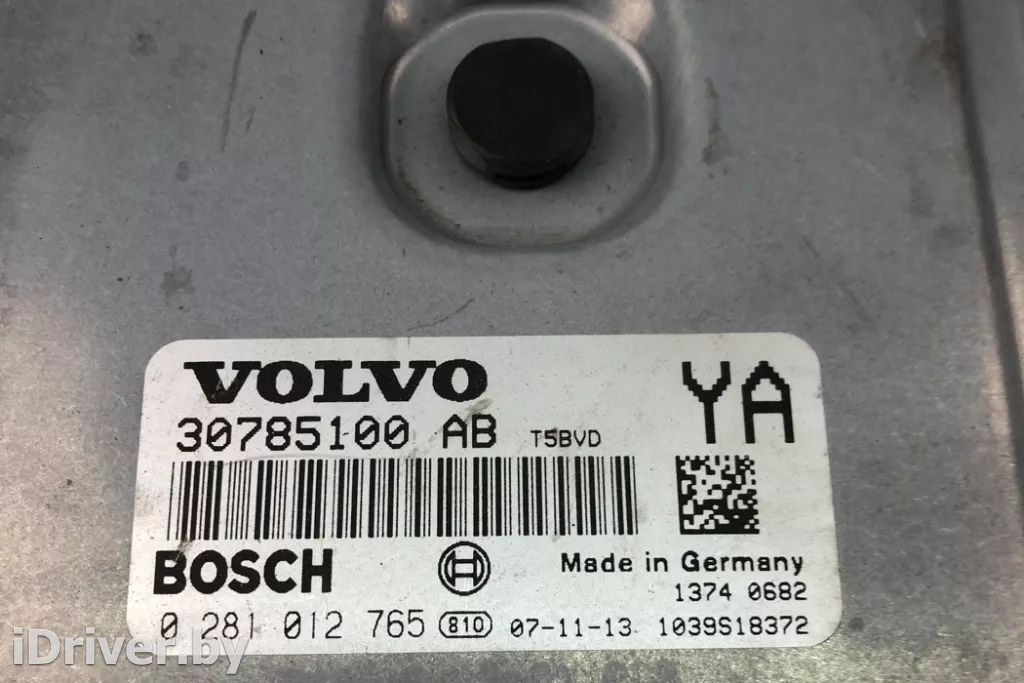 VOLVO
YA
30785100 AB T5BVD
BOSCH
Made in Germany
1374 0682
0 281 012 765 810 07-11-13 1039S18372
iDriver.by